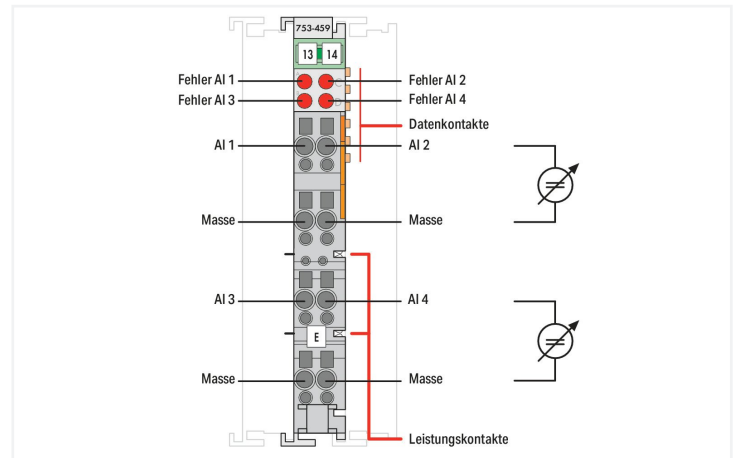 753-459
13 14
Fehler AI 1
Fehler AI 2
Fehler AI 3
Fehler AI 4
Datenkontakte
AI 1
AI 2
Masse
Masse
AI 3
AI 4
E
Masse
Masse
Leistungskontakte